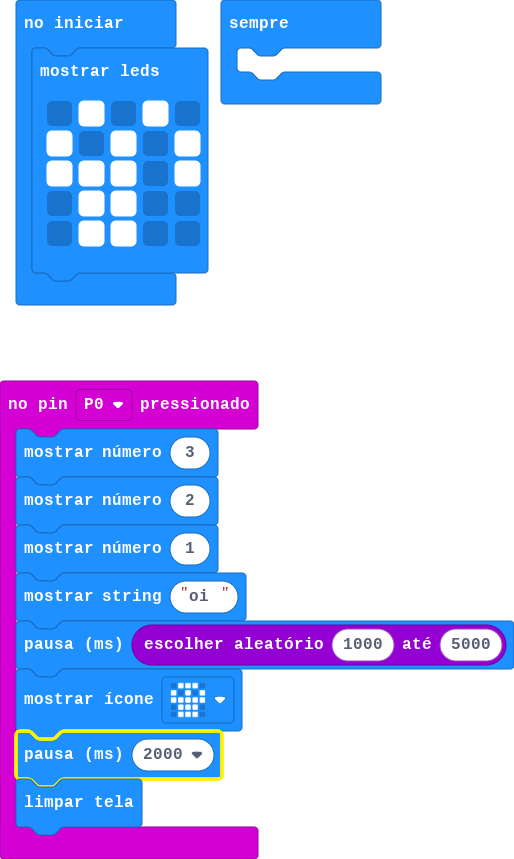 no iniciar
mostrar leds
sempre
no pin P0 pressionado
mostrar número 3
mostrar número 2
mostrar número 1
mostrar string "oi "
pausa (ms) escolher aleatório 1000 até 5000
mostrar ícone
pausa (ms) 2000
limpar tela